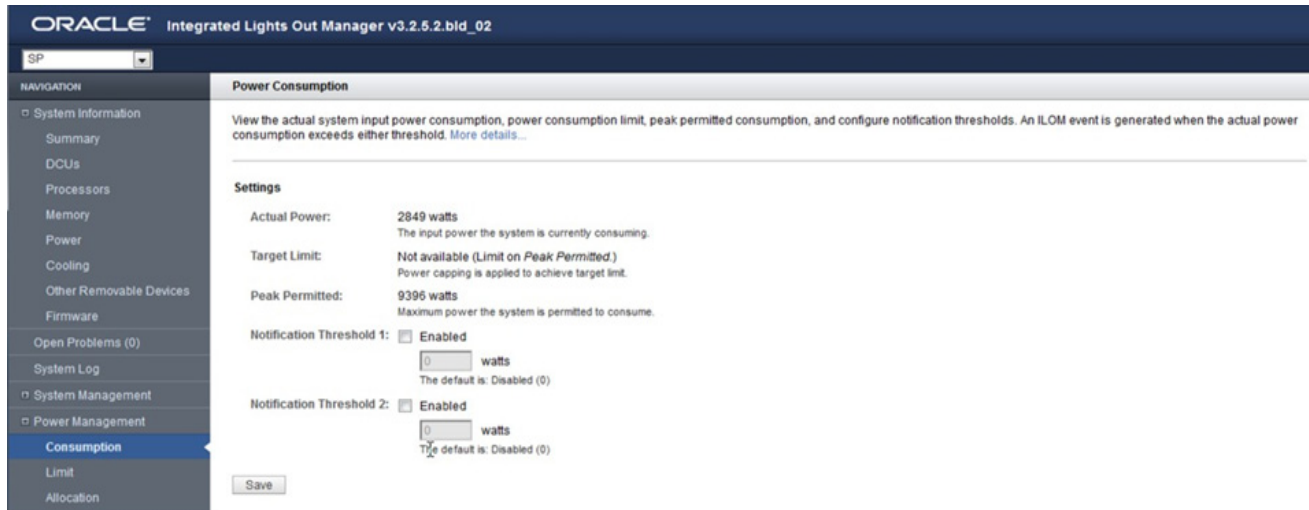 ORACLE® Integrated Lights Out Manager v3.2.5.2.bld_02
SP
NAVIGATION
System Information
Summary
DCUs
Processors
Memory
Power
Cooling
Other Removable Devices
Firmware
Open Problems (0)
System Log
System Management
Power Management
Consumption
Limit
Allocation
Power Consumption
View the actual system input power consumption, power consumption limit, peak permitted consumption, and configure notification thresholds. An ILOM event is generated when the actual power
consumption exceeds either threshold. More details...
Settings
Actual Power: 2849 watts
The input power the system is currently consuming.
Target Limit: Not available (Limit on Peak Permitted.)
Power capping is applied to achieve target limit.
Peak Permitted: 9396 watts
Maximum power the system is permitted to consume.
Notification Threshold 1: Enabled
0 watts
The default is: Disabled (0)
Notification Threshold 2: Enabled
0 watts
The default is: Disabled (0)
Save